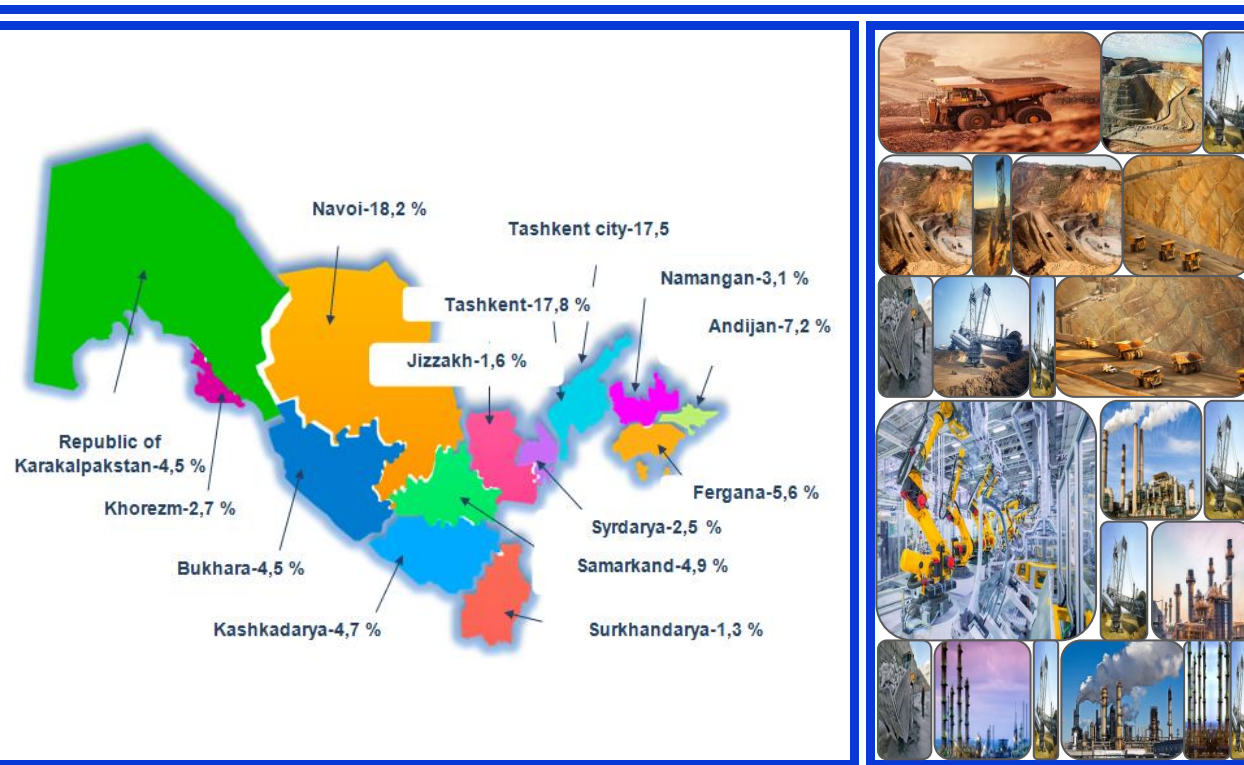 Navoi-18,2 %
Tashkent city-17,5
Namangan-3,1 %
Tashkent-17,8 %
Andijan-7,2 %
Jizzakh-1,6 %
Republic of
Karakalpakstan-4,5 %
Khorezm-2,7 %
Fergana-5,6 %
Syrdarya-2,5 %
Bukhara-4,5 %
Samarkand-4,9 %
Kashkadarya-4,7 %
Surkhandarya-1,3 %